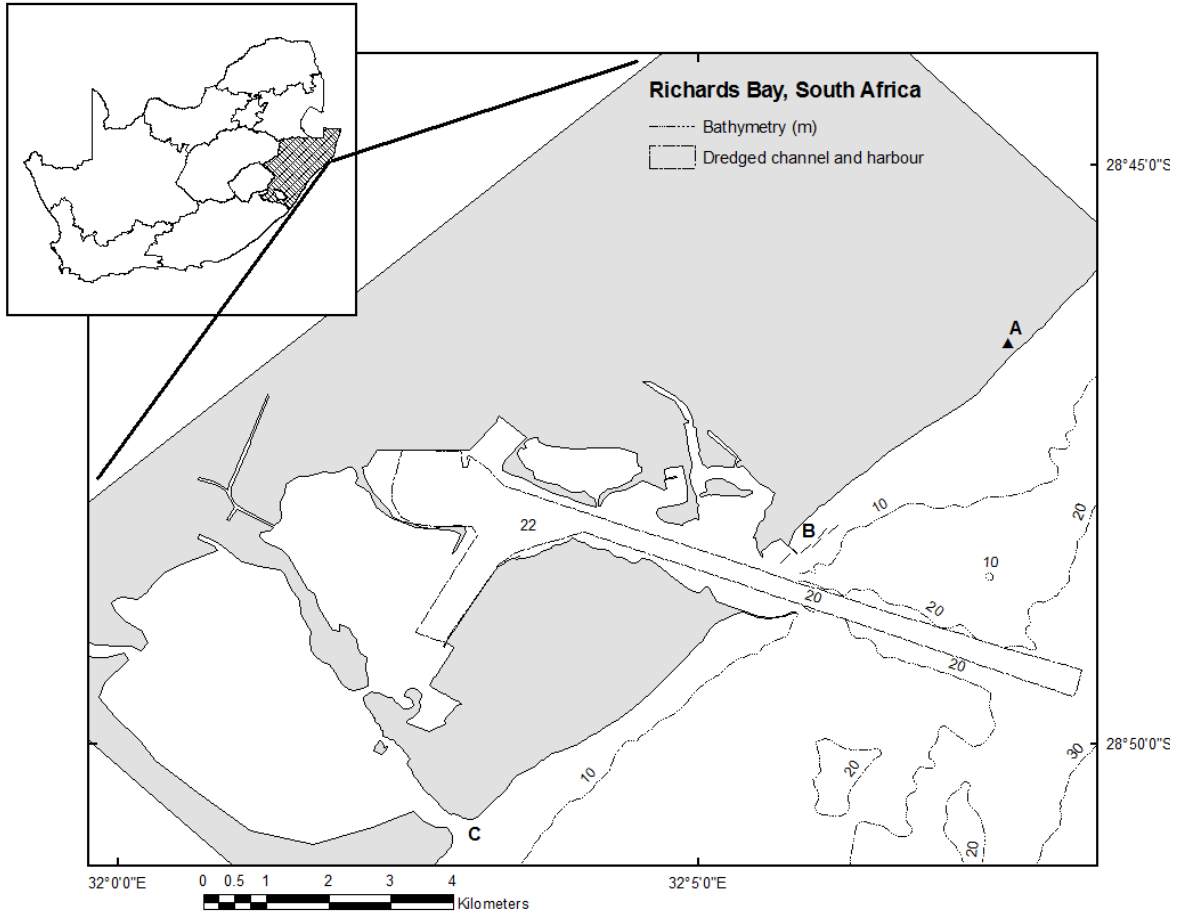 Richards Bay, South Africa
Bathymetry (m)
Dredged channel and harbour
28°45'0"S
A
10
20
B
10
22
20
20
20
28°50'0"S
30
10
20
20
C
32°0'0"E
32°5'0"E
0 0.5 1 2 3 4
Kilometers